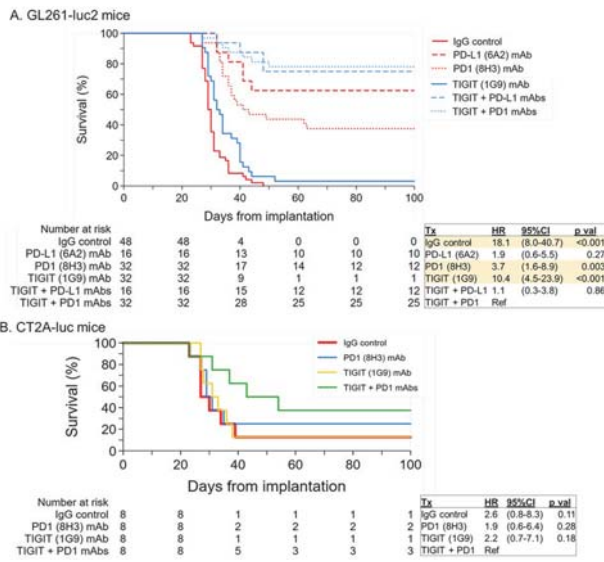 A. GL261-luc2 mice
Survival (%)
100
80
60
40
20
0
0 20 40 60 80 100
Days from implantation
IgG control
PD-L1 (6A2) mAb
PD1 (8H3) mAb
TIGIT (1G9) mAb
TIGIT + PD-L1 mAbs
TIGIT + PD1 mAbs
Number at risk
IgG control 48 48 4 0 0 0
PD-L1 (6A2) mAb 16 16 13 10 10 10
PD1 (8H3) mAb 32 32 17 14 12 12
TIGIT (1G9) mAb 32 32 9 1 1 1
TIGIT + PD-L1 mAbs 16 16 15 12 12 12
TIGIT + PD1 mAbs 32 32 28 25 25 25
Tx HR 95%CI p val
IgG control 18.1 (8.0-40.7) <0.001
PD-L1 (6A2) 1.9 (0.6-5.5) 0.27
PD1 (8H3) 3.7 (1.6-8.9) 0.003
TIGIT (1G9) 10.4 (4.5-23.9) <0.001
TIGIT + PD-L1 1.1 (0.3-3.8) 0.86
TIGIT + PD1 Ref
B. CT2A-luc mice
Survival (%)
100
80
60
40
20
0
0 20 40 60 80 100
Days from implantation
IgG control
PD1 (8H3) mAb
TIGIT (1G9) mAb
TIGIT + PD1 mAbs
Number at risk
IgG control 8 8 1 1 1 1
PD1 (8H3) mAb 8 8 2 2 2 2
TIGIT (1G9) mAb 8 8 1 1 1 1
TIGIT + PD1 mAbs 8 8 5 3 3 3
Tx HR 95%CI p val
IgG control 2.6 (0.8-8.3) 0.11
PD1 (8H3) 1.9 (0.6-6.4) 0.28
TIGIT (1G9) 2.2 (0.7-7.1) 0.18
TIGIT + PD1 Ref